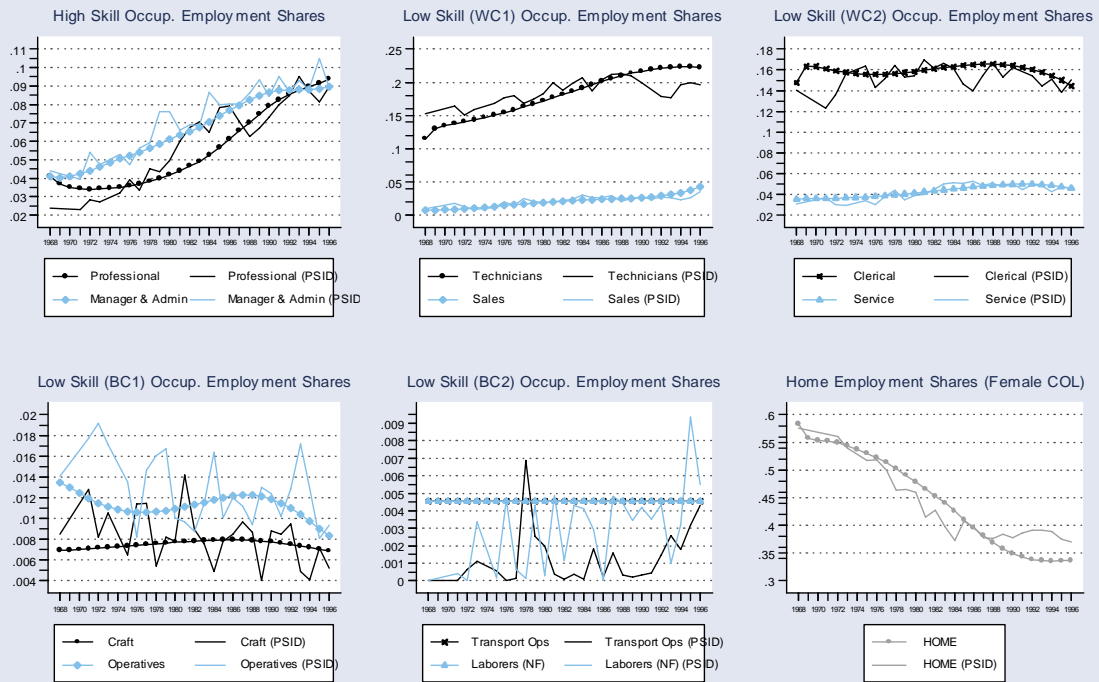 High Skill Occup. Employment Shares
.11
.1
.09
.08
.07
.06
.05
.04
.03
.02
1968 1970 1972 1974 1976 1978 1980 1982 1984 1986 1988 1990 1992 1994 1996
Professional
Professional (PSID)
Manager & Admin
Manager & Admin (PSID
Low Skill (WC1) Occup. Employment Shares
.25
.2
.15
.1
.05
0
1968 1970 1972 1974 1976 1978 1980 1982 1984 1986 1988 1990 1992 1994 1996
Technicians
Technicians (PSID)
Sales
Sales (PSID)
Low Skill (WC2) Occup. Employment Shares
.18
.16
.14
.12
.1
.08
.06
.04
.02
1968 1970 1972 1974 1976 1978 1980 1982 1984 1986 1988 1990 1992 1994 1996
Clerical
Clerical (PSID)
Service
Service (PSID)
Low Skill (BC1) Occup. Employment Shares
.02
.018
.016
.014
.012
.01
.008
.006
.004
1968 1970 1972 1974 1976 1978 1980 1982 1984 1986 1988 1990 1992 1994 1996
Craft
Craft (PSID)
Operatives
Operatives (PSID)
Low Skill (BC2) Occup. Employment Shares
.009
.008
.007
.006
.005
.004
.003
.002
.001
0
1968 1970 1972 1974 1976 1978 1980 1982 1984 1986 1988 1990 1992 1994 1996
Transport Ops
Transport Ops (PSID)
Laborers (NF)
Laborers (NF) (PSID)
Home Employment Shares (Female COL)
.6
.55
.5
.45
.4
.35
.3
1968 1970 1972 1974 1976 1978 1980 1982 1984 1986 1988 1990 1992 1994 1996
HOME
HOME (PSID)